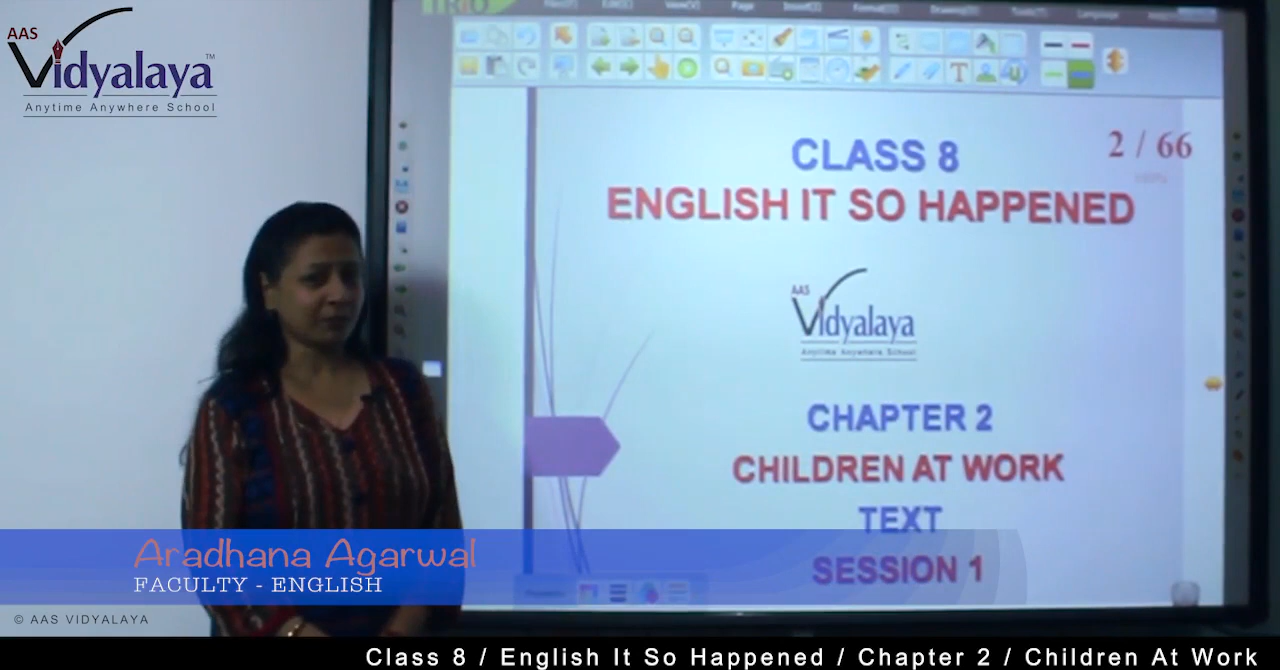 AAS
Vidyalaya™
Anytime Anywhere School
CLASS 8
2 / 66
ENGLISH IT SO HAPPENED
AAS
Vidyalaya
Anytime Anywhere School
CHAPTER 2
CHILDREN AT WORK
TEXT
SESSION 1
Aradhana Agarwal
FACULTY - ENGLISH
© AAS VIDYALAYA
Class 8 / English It So Happened / Chapter 2 / Children At Work